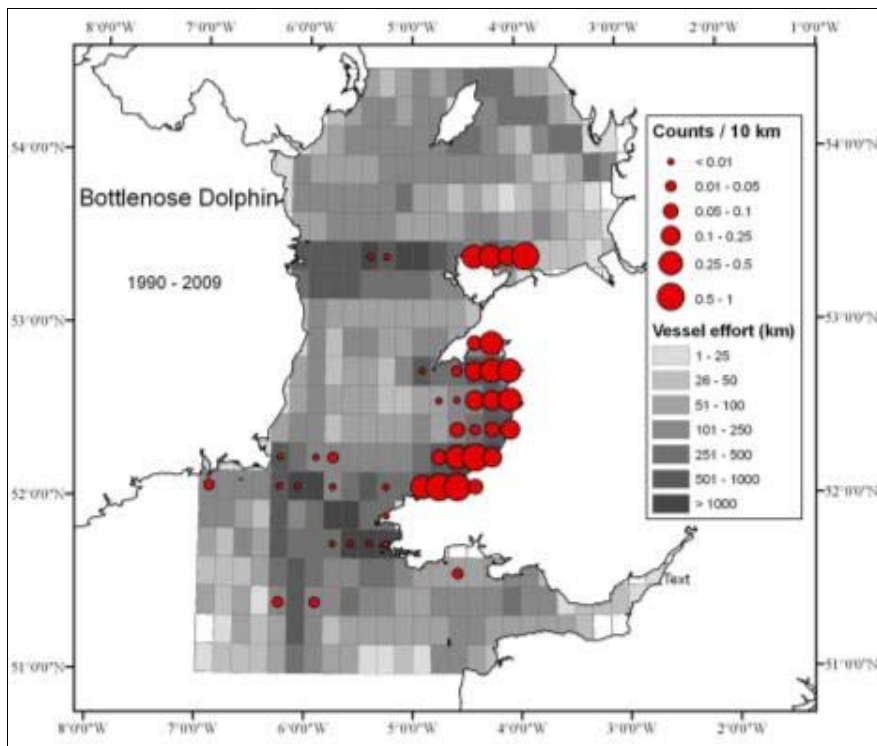 8°0'0"W 7°0'0"W 6°0'0"W 5°0'0"W 4°0'0"W 3°0'0"W 2°0'0"W 1°0'0"W
54°0'0"N 54°0'0"N
53°0'0"N 53°0'0"N
52°0'0"N 52°0'0"N
51°0'0"N 51°0'0"N
Bottlenose Dolphin
1990 - 2009
Counts / 10 km
< 0.01
0.01 - 0.05
0.05 - 0.1
0.1 - 0.25
0.25 - 0.5
0.5 - 1
Vessel effort (km)
1 - 25
26 - 50
51 - 100
101 - 250
251 - 500
501 - 1000
> 1000
Text
8°0'0"W 7°0'0"W 6°0'0"W 5°0'0"W 4°0'0"W 3°0'0"W 2°0'0"W